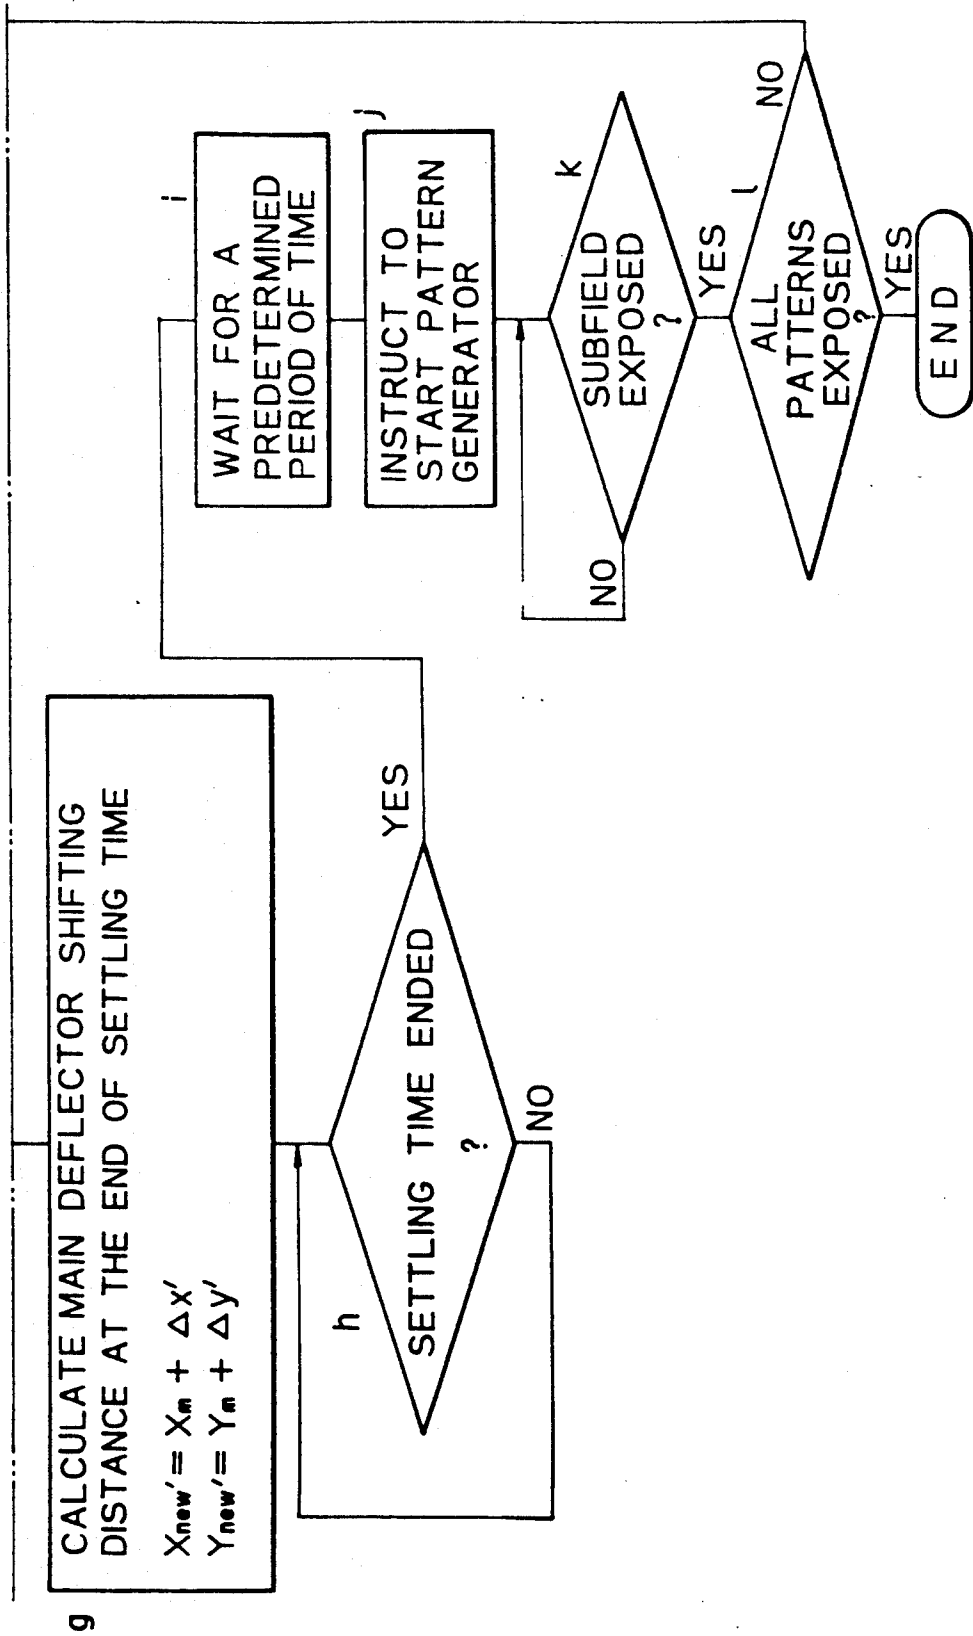 g
CALCULATE MAIN DEFLECTOR SHIFTING
DISTANCE AT THE END OF SETTLING TIME
Xnew' = Xm + Δx'
Ynew' = Ym + Δy'
h
SETTLING TIME ENDED
?
YES
NO
i
WAIT FOR A
PREDETERMINED
PERIOD OF TIME
j
INSTRUCT TO
START PATTERN
GENERATOR
k
SUBFIELD
EXPOSED
?
NO
YES
l
ALL
PATTERNS
EXPOSED
?
NO
YES
END